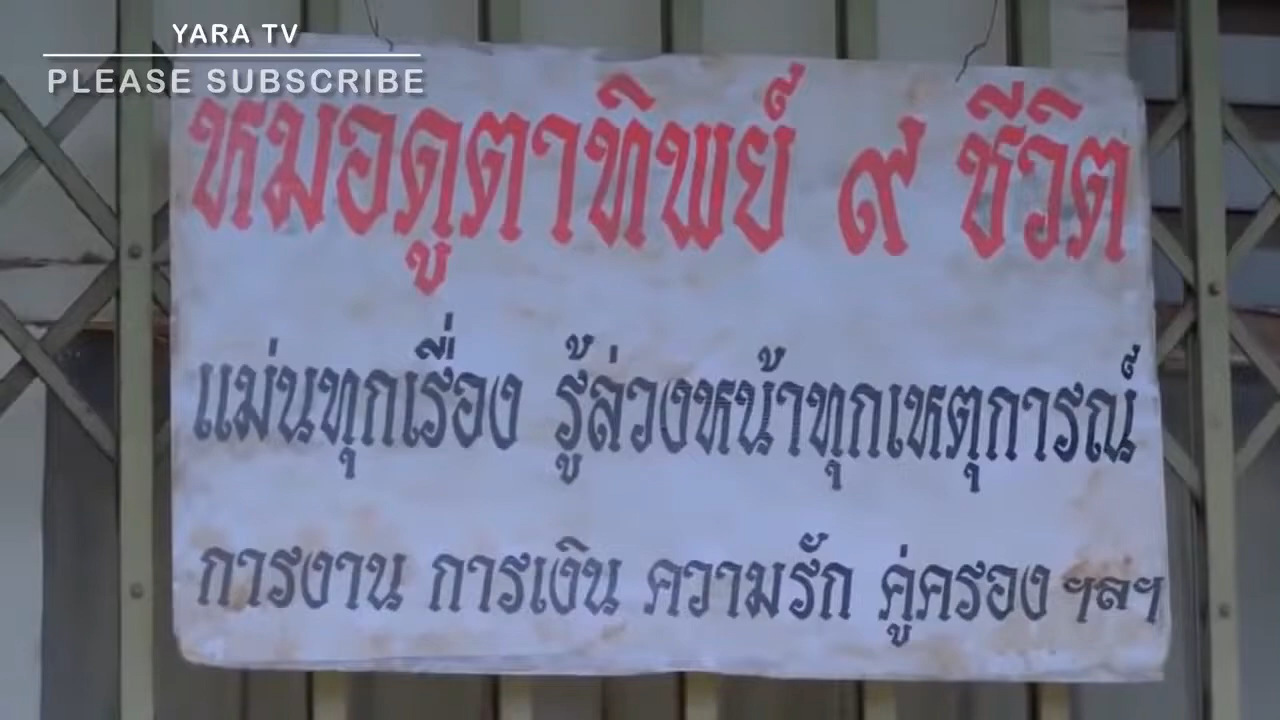 YARA TV
PLEASE SUBSCRIBE
หมอดูตาทิพย์ ๙ ชีวิต
แม่นทุกเรื่อง รู้ล่วงหน้าทุกเหตุการณ์
การงาน การเงิน ความรัก คู่ครอง ฯลฯ